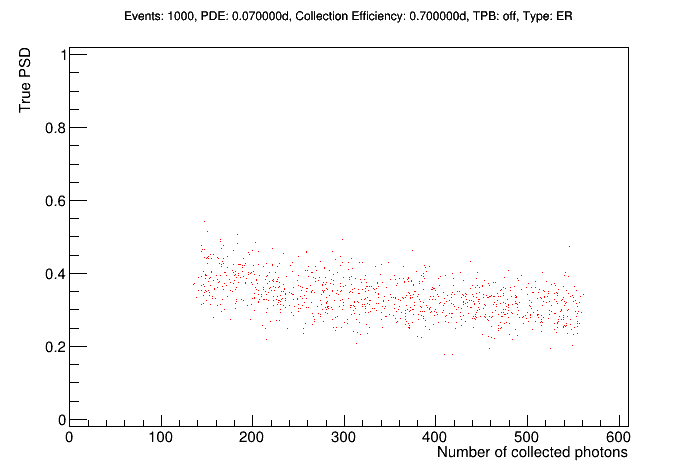 Events: 1000, PDE: 0.070000d, Collection Efficiency: 0.700000d, TPB: off, Type: ER
True PSD
1
0.8
0.6
0.4
0.2
0
0 100 200 300 400 500 600
Number of collected photons